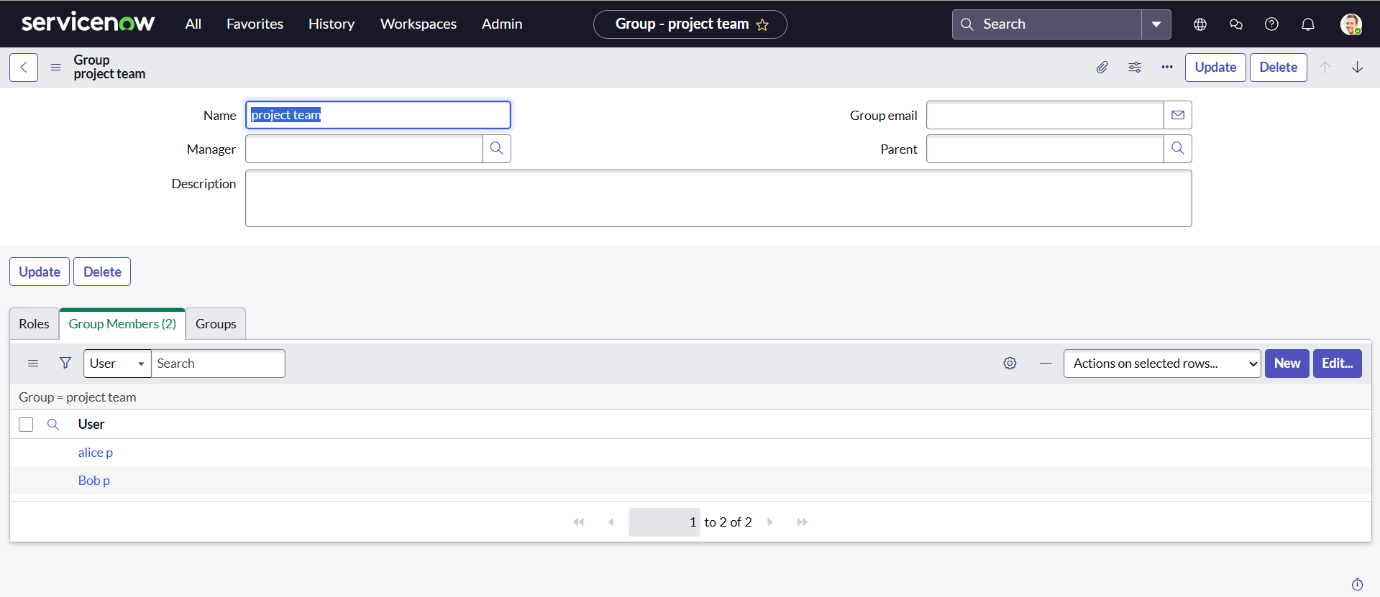 servicenow All Favorites History Workspaces Admin Group - project team Search
Group
project team
Update Delete
Name project team Group email
Manager Parent
Description
Update Delete
Roles Group Members (2) Groups
User Search Actions on selected rows... New Edit...
Group = project team
User
alice p
Bob p
1 to 2 of 2